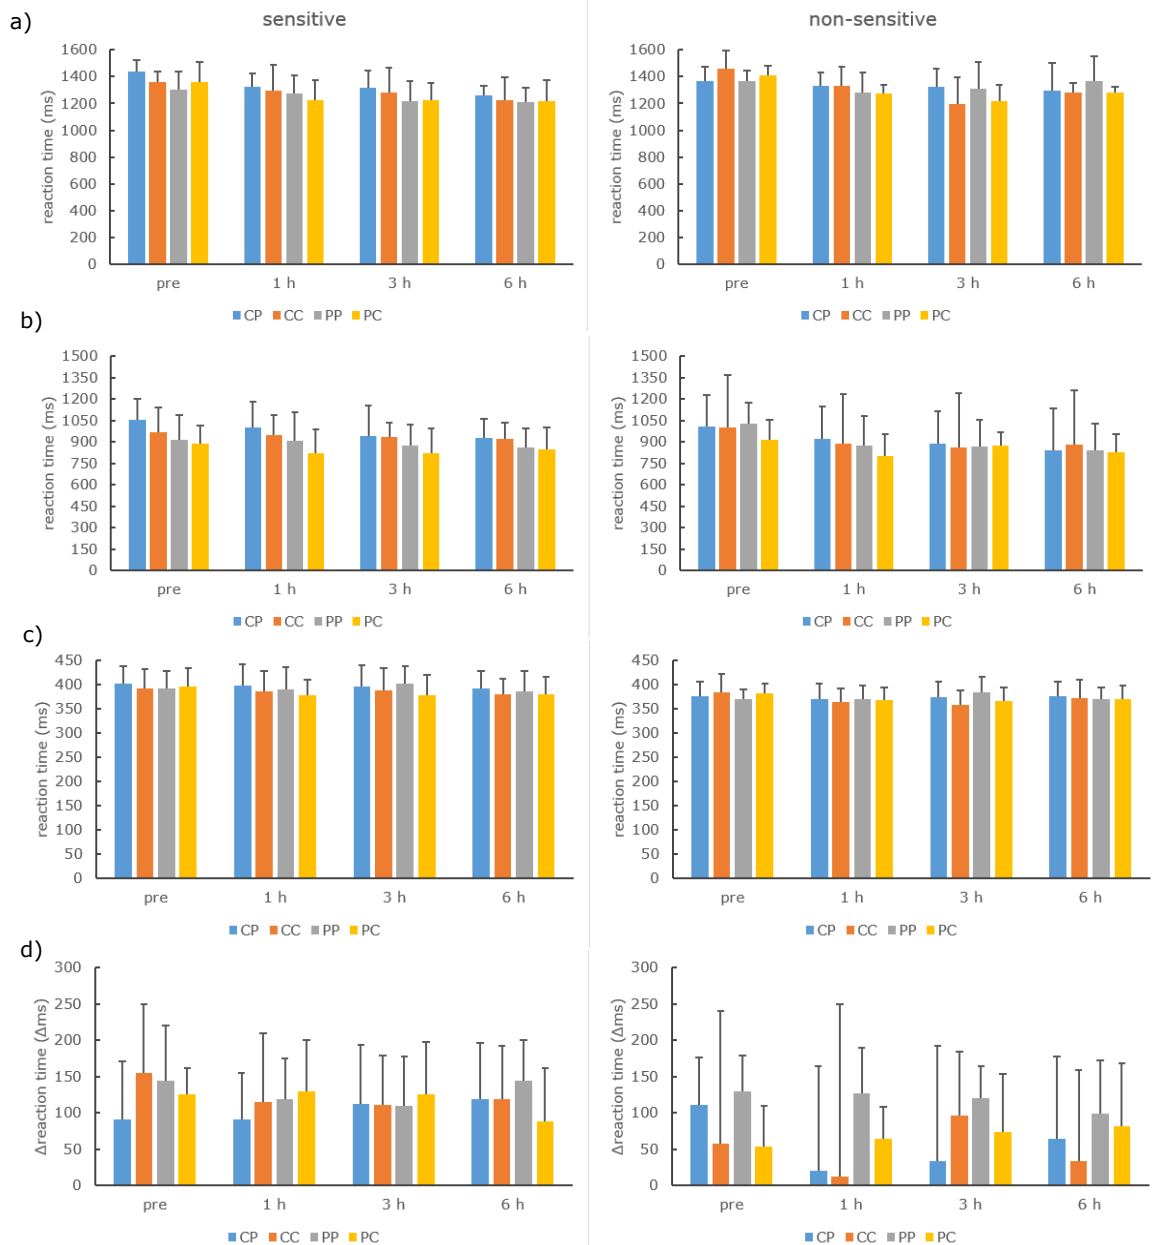 a)
sensitive
non-sensitive
reaction time (ms)
1600
1400
1200
1000
800
600
400
200
0
pre 1 h 3 h 6 h
CP CC PP PC
reaction time (ms)
1600
1400
1200
1000
800
600
400
200
0
pre 1 h 3 h 6 h
CP CC PP PC
b)
reaction time (ms)
1500
1350
1200
1050
900
750
600
450
300
150
0
pre 1 h 3 h 6 h
CP CC PP PC
reaction time (ms)
1500
1350
1200
1050
900
750
600
450
300
150
0
pre 1 h 3 h 6 h
CP CC PP PC
c)
reaction time (ms)
450
400
350
300
250
200
150
100
50
0
pre 1 h 3 h 6 h
CP CC PP PC
reaction time (ms)
450
400
350
300
250
200
150
100
50
0
pre 1 h 3 h 6 h
CP CC PP PC
d)
Δreaction time (Δms)
300
250
200
150
100
50
0
pre 1 h 3 h 6 h
CP CC PP PC
Δreaction time (Δms)
300
250
200
150
100
50
0
pre 1 h 3 h 6 h
CP CC PP PC